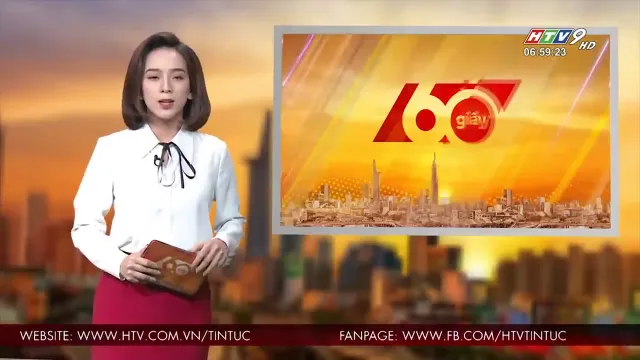 HTV9 HD
06:59:23
60 giây
WEBSITE: WWW.HTV.COM.VN/TINTUC
FANPAGE: WWW.FB.COM/HTVTINTUC